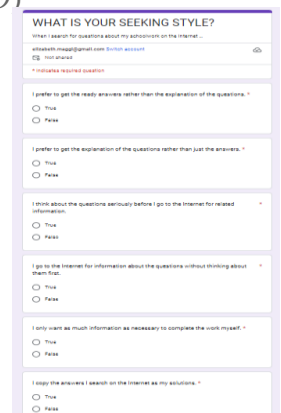 WHAT IS YOUR SEEKING STYLE?
When I search for questions about my schoolwork on the Internet ...
Switch account
Not shared
* Indicates required question
I prefer to get the ready answers rather than the explanation of the questions. *
True
False
I prefer to get the explanation of the questions rather than just the answers. *
True
False
I think about the questions seriously before I go to the Internet for related *
information.
True
False
I go to the Internet for information about the questions without thinking about *
them first.
True
False
I only want as much information as necessary to complete the work myself. *
True
False
I copy the answers I search on the Internet as my solutions. *
True
False